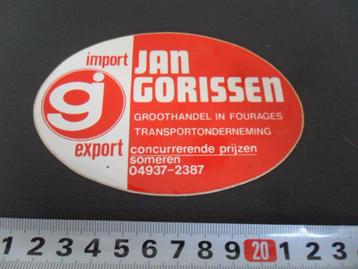 import
JAN
GORISSEN
gj
GROOTHANDEL IN FOURAGES
TRANSPORTONDERNEMING
export
concurrerende prijzen
someren
04937-2387
1 2 3 4 5 6 7 8 9 20 1 2 3